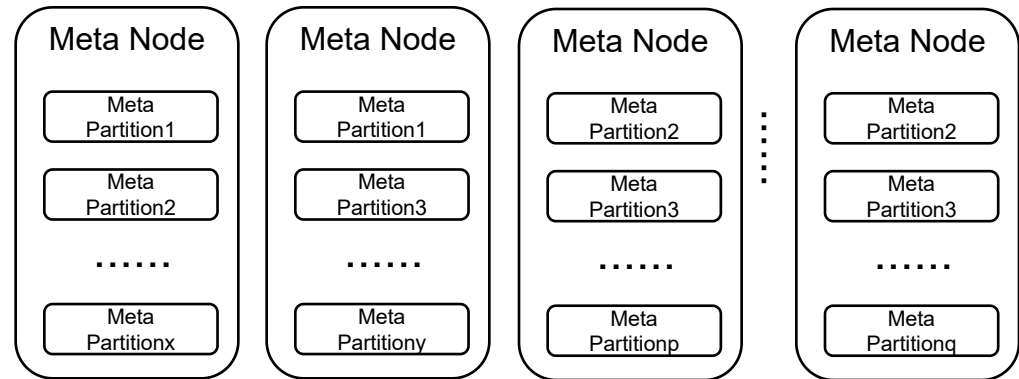 Meta Node
Meta
Partition1
Meta
Partition2
......
Meta
Partitionx
Meta Node
Meta
Partition1
Meta
Partition3
......
Meta
Partitiony
Meta Node
Meta
Partition2
Meta
Partition3
......
Meta
Partitionp
......
Meta Node
Meta
Partition2
Meta
Partition3
......
Meta
Partitionq